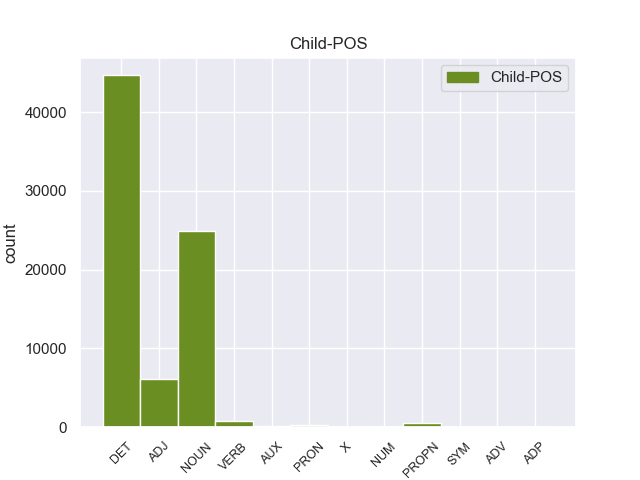 Child-POS
Child-POS
count
40000
30000
20000
10000
0
DET ADJ NOUN VERB AUX PRON X NUM PROPN SYM ADV ADP